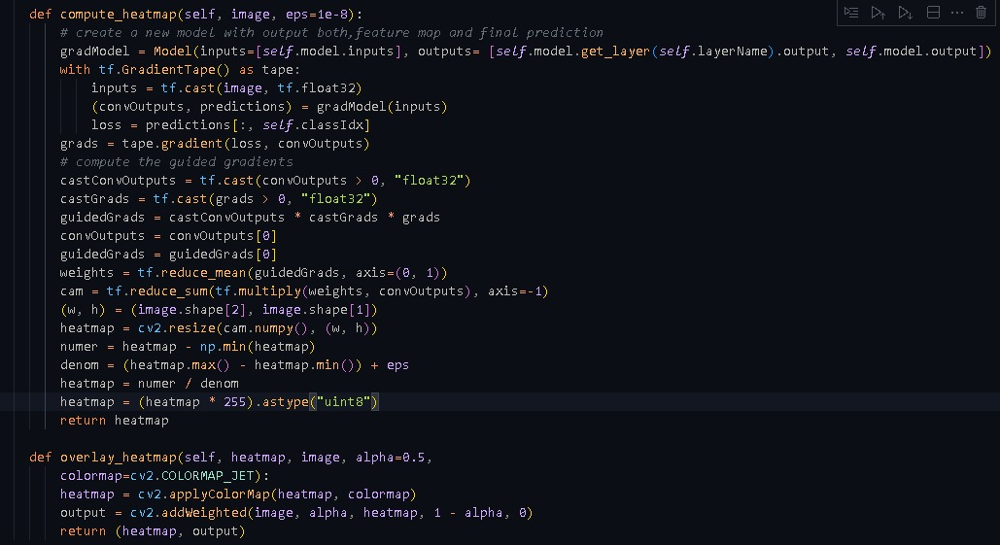 def compute_heatmap(self, image, eps=1e-8):
# create a new model with output both,feature map and final prediction
gradModel = Model(inputs=[self.model.inputs], outputs= [self.model.get_layer(self.layerName).output, self.model.output])
with tf.GradientTape() as tape:
inputs = tf.cast(image, tf.float32)
(convOutputs, predictions) = gradModel(inputs)
loss = predictions[:, self.classIdx]
grads = tape.gradient(loss, convOutputs)
# compute the guided gradients
castConvOutputs = tf.cast(convOutputs > 0, "float32")
castGrads = tf.cast(grads > 0, "float32")
guidedGrads = castConvOutputs * castGrads * grads
convOutputs = convOutputs[0]
guidedGrads = guidedGrads[0]
weights = tf.reduce_mean(guidedGrads, axis=(0, 1))
cam = tf.reduce_sum(tf.multiply(weights, convOutputs), axis=-1)
(w, h) = (image.shape[2], image.shape[1])
heatmap = cv2.resize(cam.numpy(), (w, h))
numer = heatmap - np.min(heatmap)
denom = (heatmap.max() - heatmap.min()) + eps
heatmap = numer / denom
heatmap = (heatmap * 255).astype("uint8")
return heatmap
def overlay_heatmap(self, heatmap, image, alpha=0.5,
colormap=cv2.COLORMAP_JET):
heatmap = cv2.applyColorMap(heatmap, colormap)
output = cv2.addWeighted(image, alpha, heatmap, 1 - alpha, 0)
return (heatmap, output)